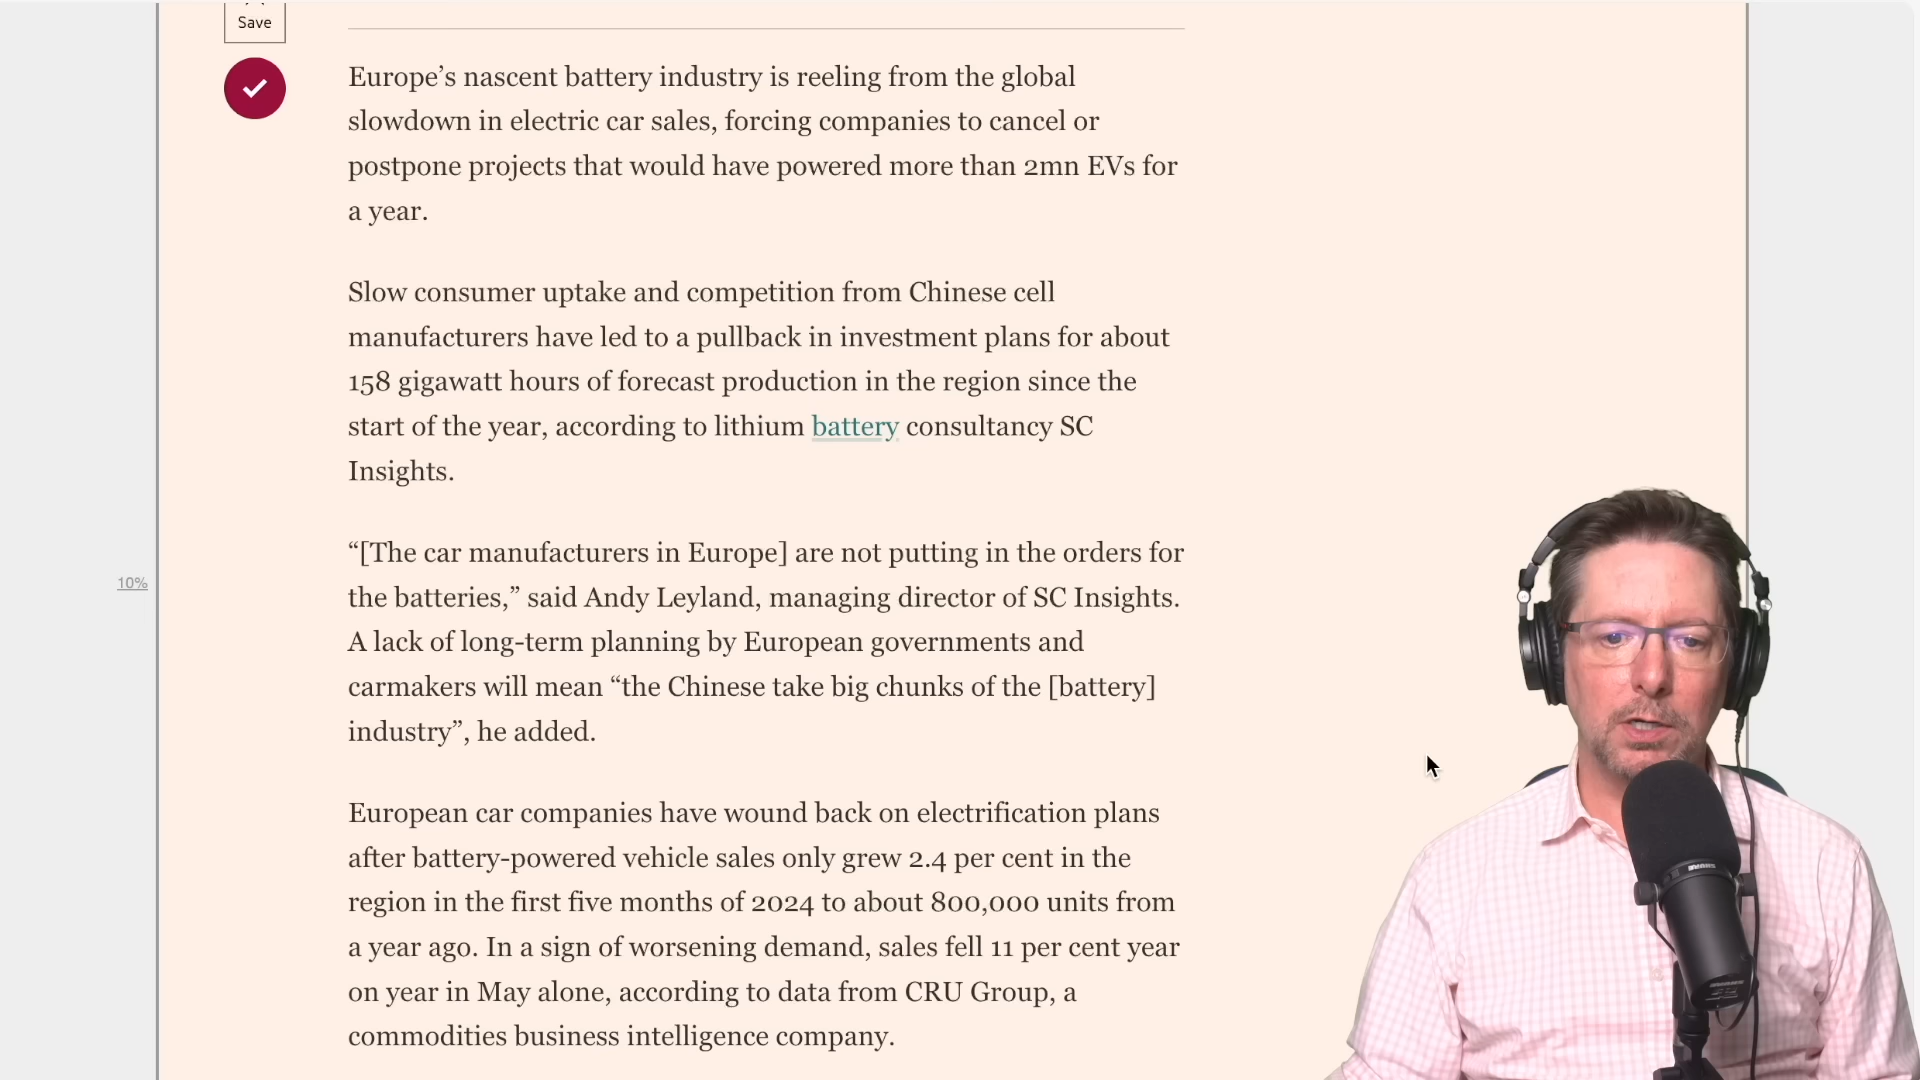 Save
Europe’s nascent battery industry is reeling from the global
slowdown in electric car sales, forcing companies to cancel or
postpone projects that would have powered more than 2mn EVs for
a year.
Slow consumer uptake and competition from Chinese cell
manufacturers have led to a pullback in investment plans for about
158 gigawatt hours of forecast production in the region since the
start of the year, according to lithium battery consultancy SC
Insights.
“[The car manufacturers in Europe] are not putting in the orders for
the batteries,” said Andy Leyland, managing director of SC Insights.
10%
A lack of long-term planning by European governments and
carmakers will mean “the Chinese take big chunks of the [battery]
industry”, he added.
European car companies have wound back on electrification plans
after battery-powered vehicle sales only grew 2.4 per cent in the
region in the first five months of 2024 to about 800,000 units from
a year ago. In a sign of worsening demand, sales fell 11 per cent year
on year in May alone, according to data from CRU Group, a
commodities business intelligence company.